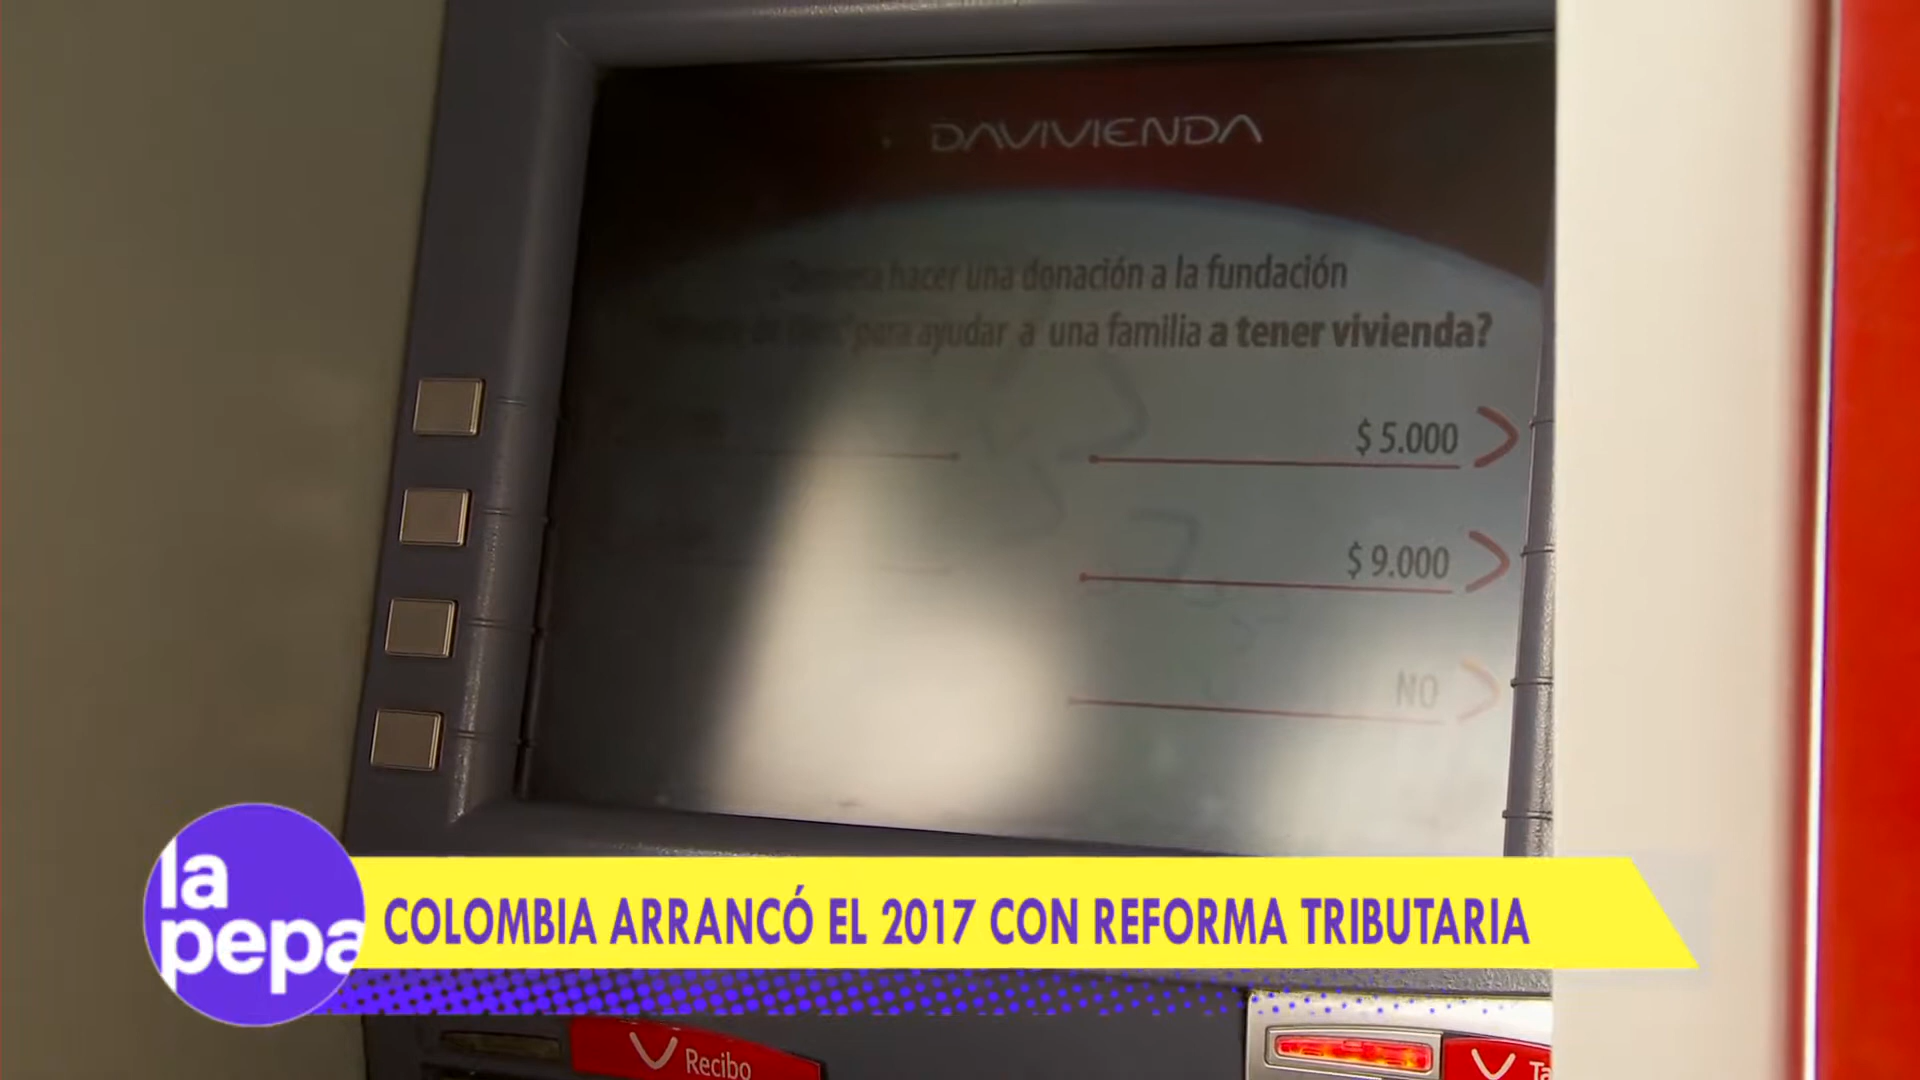 DAVIVIENDA
hacer una donación a la fundación
para ayudar a una familia a tener vivienda?
$ 5.000
$ 9.000
NO
la
pepa
COLOMBIA ARRANCÓ EL 2017 CON REFORMA TRIBUTARIA
Recibo